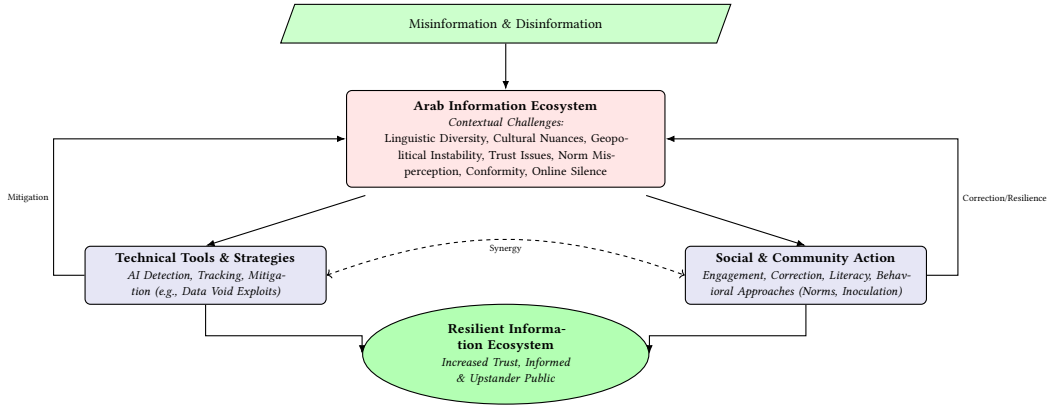 Misinformation & Disinformation
Arab Information Ecosystem
Contextual Challenges:
Linguistic Diversity, Cultural Nuances, Geopo-
litical Instability, Trust Issues, Norm Mis-
perception, Conformity, Online Silence
Mitigation
Correction/Resilience
Technical Tools & Strategies
AI Detection, Tracking, Mitiga-
tion (e.g., Data Void Exploits)
Synergy
Social & Community Action
Engagement, Correction, Literacy, Behav-
ioral Approaches (Norms, Inoculation)
Resilient Informa-
tion Ecosystem
Increased Trust, Informed
& Upstander Public